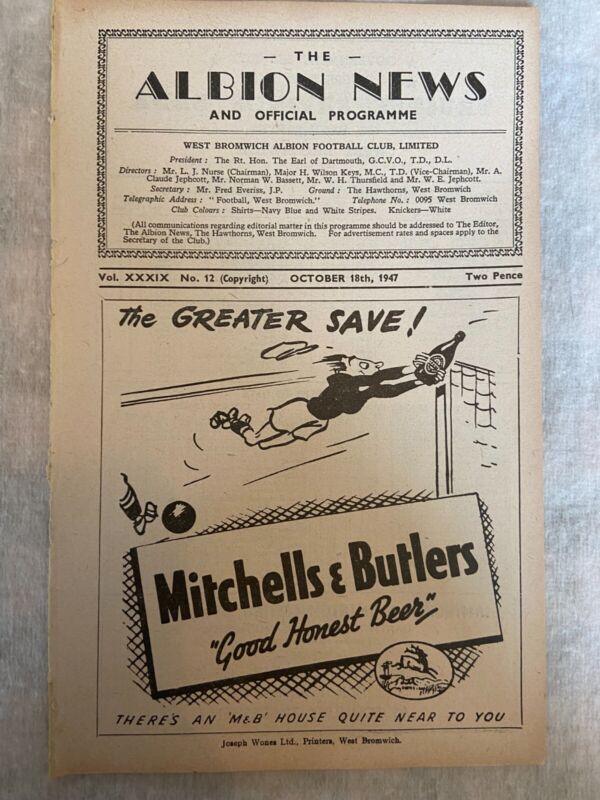 — THE —
ALBION NEWS
AND OFFICIAL PROGRAMME
WEST BROMWICH ALBION FOOTBALL CLUB, LIMITED
President : The Rt. Hon. The Earl of Dartmouth, G.C.V.O., T.D., D.L.
Directors : Mr. L. J. Nurse (Chairman), Major H. Wilson Keys, M.C., T.D. (Vice-Chairman), Mr. A.
Claude Jephcott, Mr. Norman W. Bassett, Mr. W. H. Thursfield and Mr. W. E. Jephcott.
Secretary : Mr. Fred Everiss, J.P. Ground : The Hawthorns, West Bromwich
Telegraphic Address : "Football, West Bromwich." Telephone No. : 0095 West Bromwich
Club Colours : Shirts—Navy Blue and White Stripes. Knickers—White
(All communications regarding editorial matter in this programme should be addressed to The Editor,
The Albion News, The Hawthorns, West Bromwich. For advertisement rates and spaces apply to the
Secretary of the Club.)
Vol. XXXIX No. 12 (Copyright) OCTOBER 18th, 1947 Two Pence
The GREATER SAVE!
Mitchells & Butlers
"Good Honest Beer"
THERE'S AN 'M&B' HOUSE QUITE NEAR TO YOU
Joseph Wones Ltd., Printers, West Bromwich.